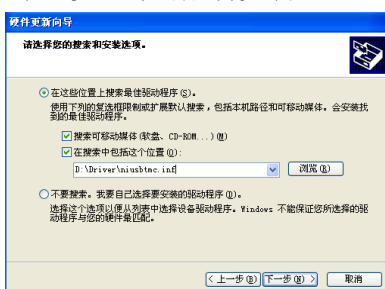 硬件更新向导
请选择您的搜索和安装选项。
在这些位置上搜索最佳驱动程序(S)。
使用下列的复选框限制或扩展默认搜索，包括本机路径和可移动媒体。会安装找
到的最佳驱动程序。
搜索可移动媒体(软盘、CD-ROM...)(M)
在搜索中包括这个位置(O):
D:\Driver\niusbtmc.inf
浏览(R)
不要搜索。我要自己选择要安装的驱动程序(D)。
选择这个选项以便从列表中选择设备驱动程序。Windows 不能保证您所选择的驱
动程序与您的硬件最匹配。
< 上一步(B)
下一步(N) >
取消